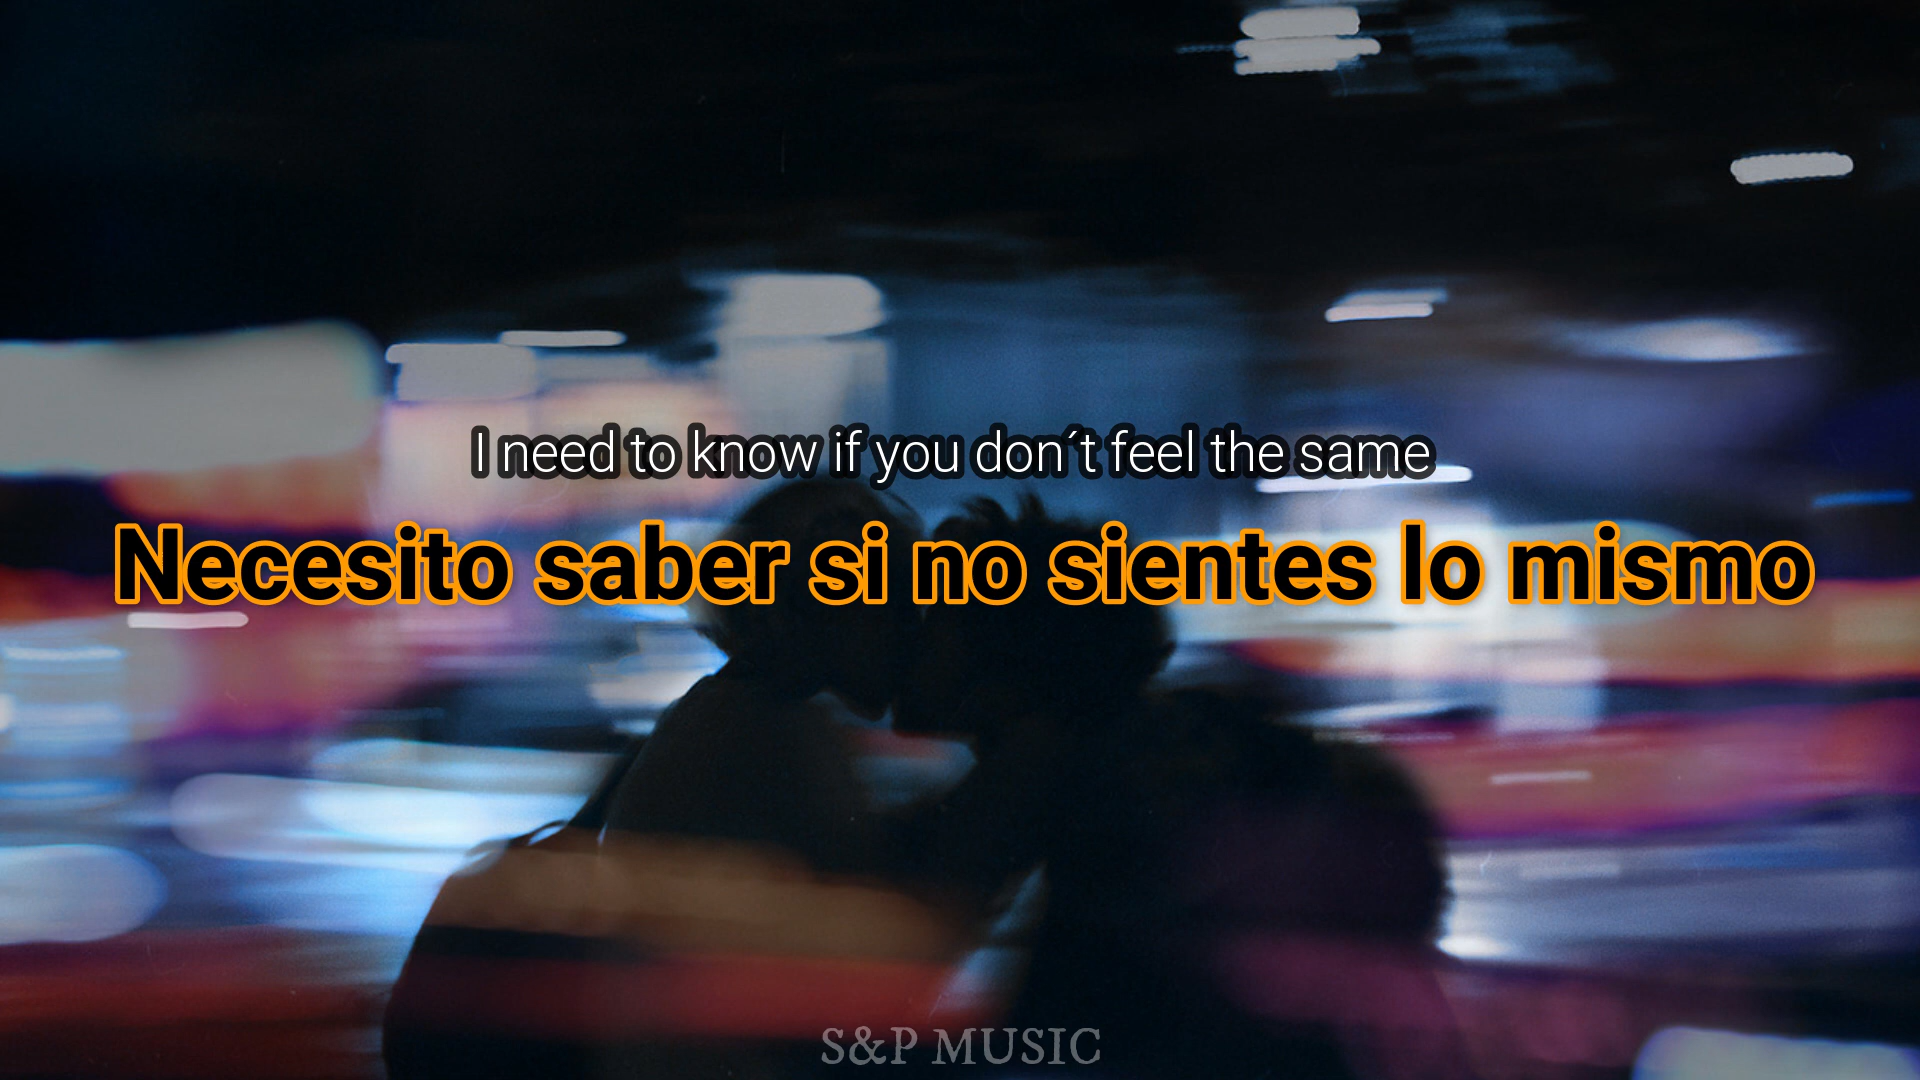 I need to know if you don´t feel the same
Necesito saber si no sientes lo mismo
S&P MUSIC